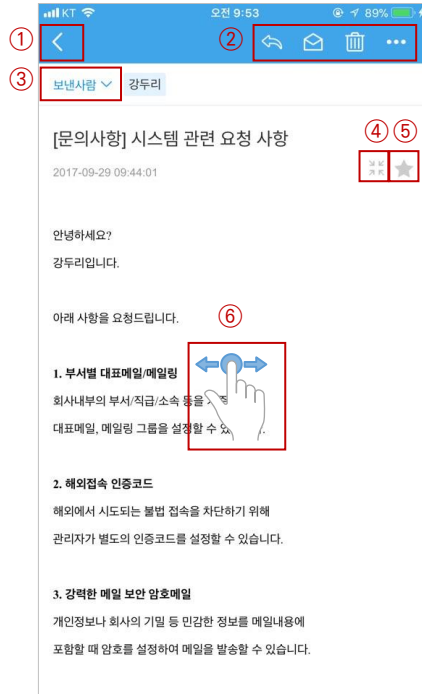 KT 오전 9:53 89%
①
②
③ 보낸사람 강두리
[문의사항] 시스템 관련 요청 사항
④ ⑤
2017-09-29 09:44:01
안녕하세요?
강두리입니다.
아래 사항을 요청드립니다.
⑥
1. 부서별 대표메일/메일링
회사내부의 부서/직급/소속 등을
대표메일, 메일링 그룹을 설정할 수
2. 해외접속 인증코드
해외에서 시도되는 불법 접속을 차단하기 위해
관리자가 별도의 인증코드를 설정할 수 있습니다.
3. 강력한 메일 보안 암호메일
개인정보나 회사의 기밀 등 민감한 정보를 메일내용에
포함할 때 암호를 설정하여 메일을 발송할 수 있습니다.